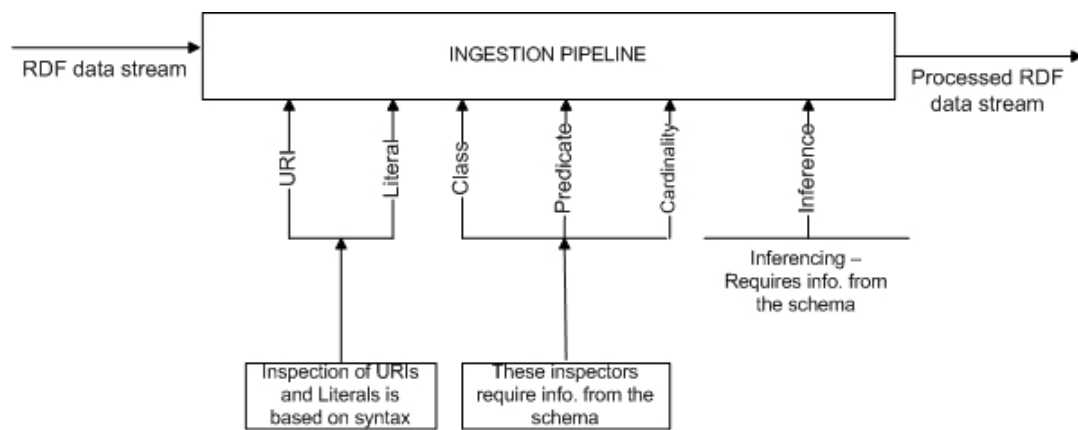 INGESTION PIPELINE
RDF data stream
Processed RDF
data stream
URI
Literal
Class
Predicate
Cardinality
Inference
Inferencing –
Requires info. from
the schema
Inspection of URIs
and Literals is
based on syntax
These inspectors
require info. from the
schema